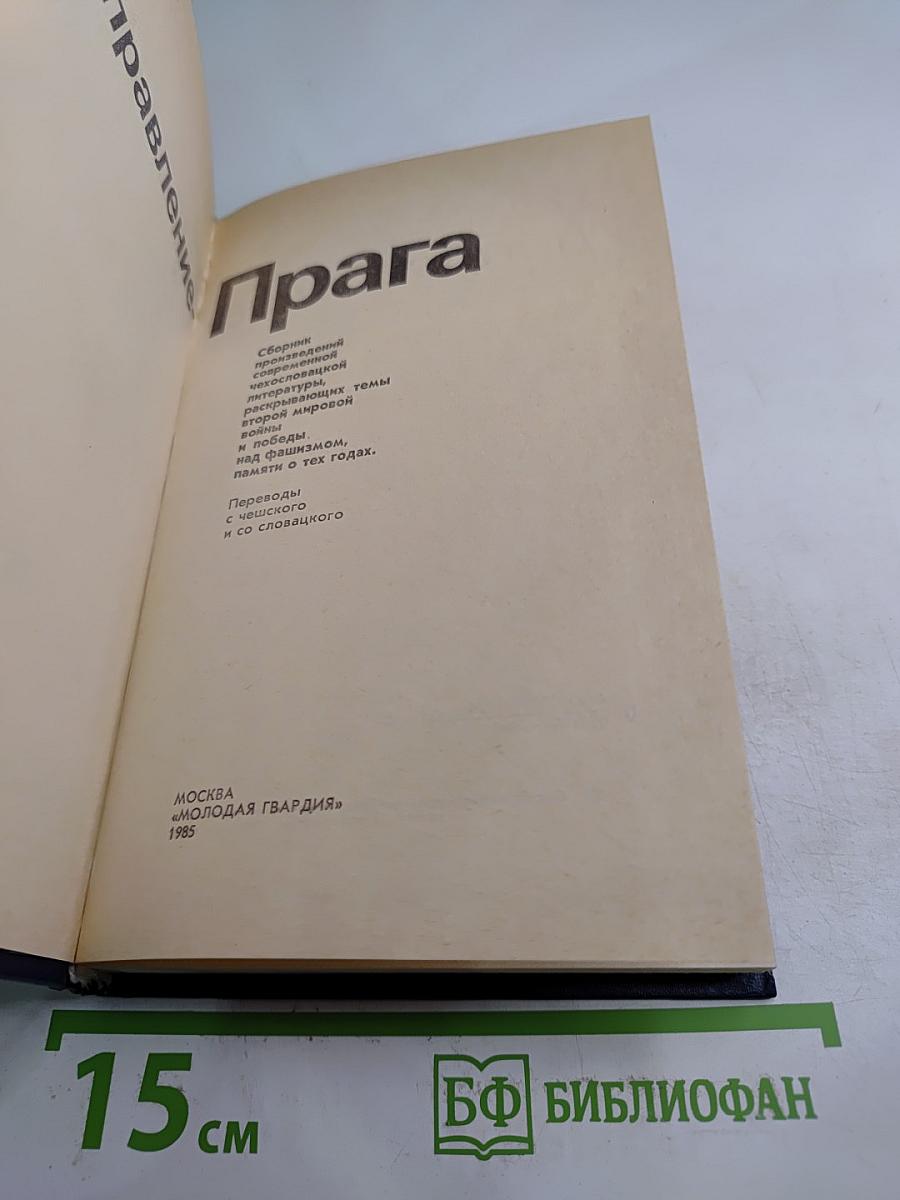 правление-
Прага
Сборник
произведений
современной
чехословацкой
литературы,
раскрывающих темы
второй мировой
войны
и победы
над фашизмом,
памяти о тех годах.
Переводы
с чешского
и со словацкого
МОСКВА
«МОЛОДАЯ ГВАРДИЯ»
1985
15 см
БФ БИБЛИОФАН